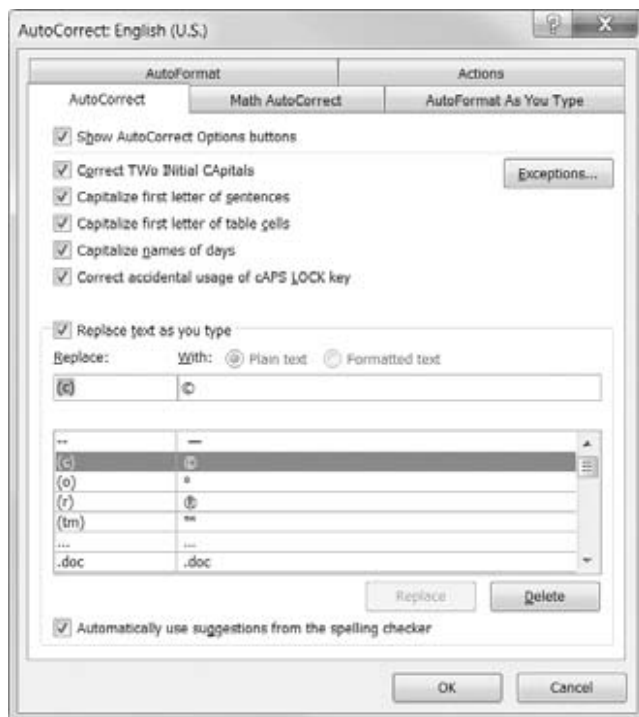 AutoCorrect: English (U.S.)
AutoFormat Actions
AutoCorrect Math AutoCorrect AutoFormat As You Type
Show AutoCorrect Options buttons
Correct TWo INitial CApitals Exceptions...
Capitalize first letter of sentences
Capitalize first letter of table cells
Capitalize names of days
Correct accidental usage of cAPS LOCK key
Replace text as you type
Replace: With: Plain text Formatted text
(c) ©
-- —
(c) ©
(o) °
(r) ®
(tm) ™
... ...
.doc .doc
Replace Delete
Automatically use suggestions from the spelling checker
OK Cancel